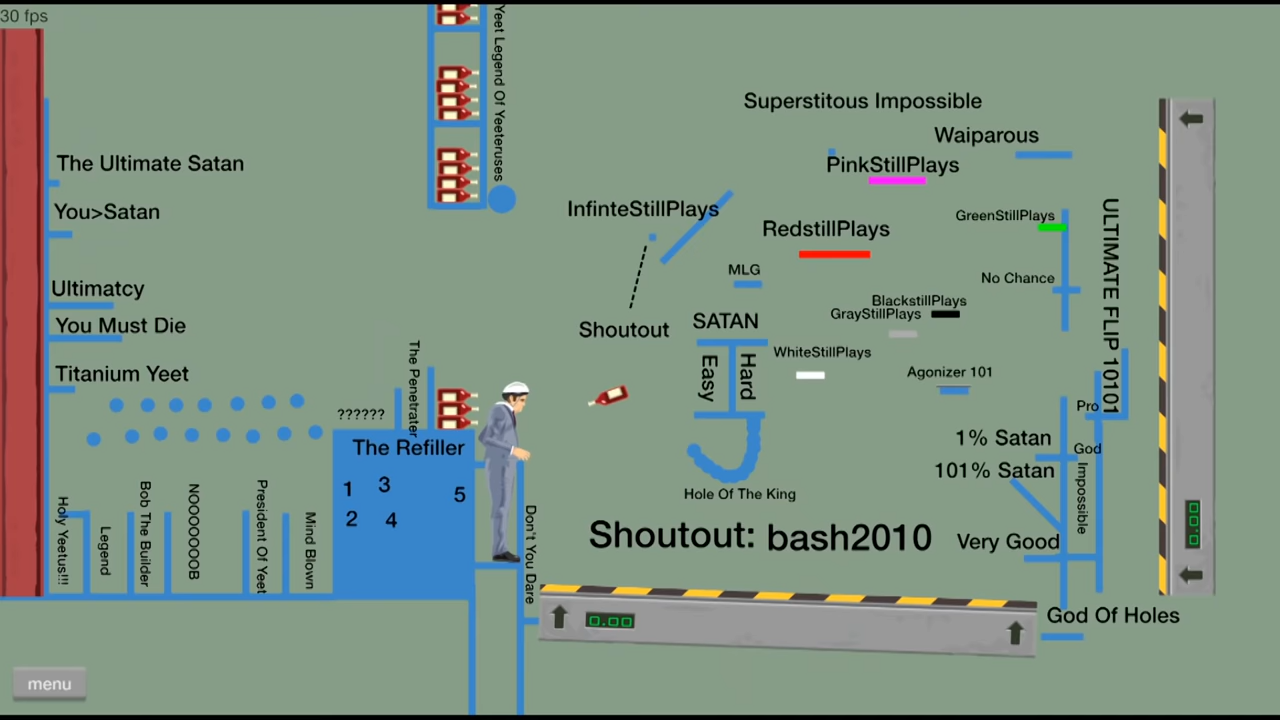 30 fps
Yeet Legend Of Yeeteruses
Superstitous Impossible
Waiparous
The Ultimate Satan
PinkStillPlays
You>Satan
InfinteStillPlays
GreenStillPlays
RedstillPlays
ULTIMATE FLIP 10101
MLG
No Chance
Ultimatcy
BlackstillPlays
GrayStillPlays
You Must Die
Shoutout
SATAN
WhiteStillPlays
Titanium Yeet
The Penetrater
Easy
Hard
Agonizer 101
??????
Pro
The Refiller
1% Satan
God
101% Satan
Impossible
1
3
5
2
4
Hole Of The King
Holy Yeetus!!!
Legend
Bob The Builder
NOOOOOOOB
President Of Yeet
Mind Blown
Don't You Dare
Shoutout: bash2010
Very Good
0.00
0.00
God Of Holes
menu